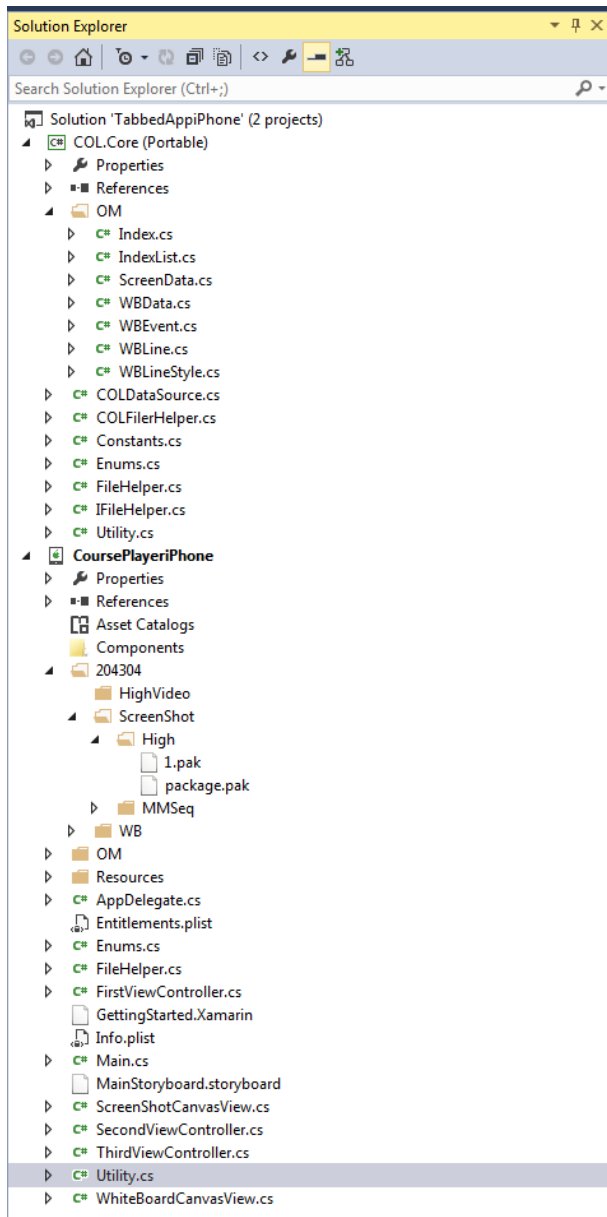 Solution Explorer
Search Solution Explorer (Ctrl+;)
Solution 'TabbedAppiPhone' (2 projects)
C# COL.Core (Portable)
Properties
References
OM
C# Index.cs
C# IndexList.cs
C# ScreenData.cs
C# WBData.cs
C# WBEvent.cs
C# WBLine.cs
C# WBLineStyle.cs
C# COLDataSource.cs
C# COLFilerHelper.cs
C# Constants.cs
C# Enums.cs
C# FileHelper.cs
C# IFileHelper.cs
C# Utility.cs
CoursePlayeriPhone
Properties
References
Asset Catalogs
Components
204304
HighVideo
ScreenShot
High
1.pak
package.pak
MMSeq
WB
OM
Resources
C# AppDelegate.cs
Entitlements.plist
C# Enums.cs
C# FileHelper.cs
C# FirstViewController.cs
GettingStarted.Xamarin
Info.plist
C# Main.cs
MainStoryboard.storyboard
C# ScreenShotCanvasView.cs
C# SecondViewController.cs
C# ThirdViewController.cs
C# Utility.cs
C# WhiteBoardCanvasView.cs